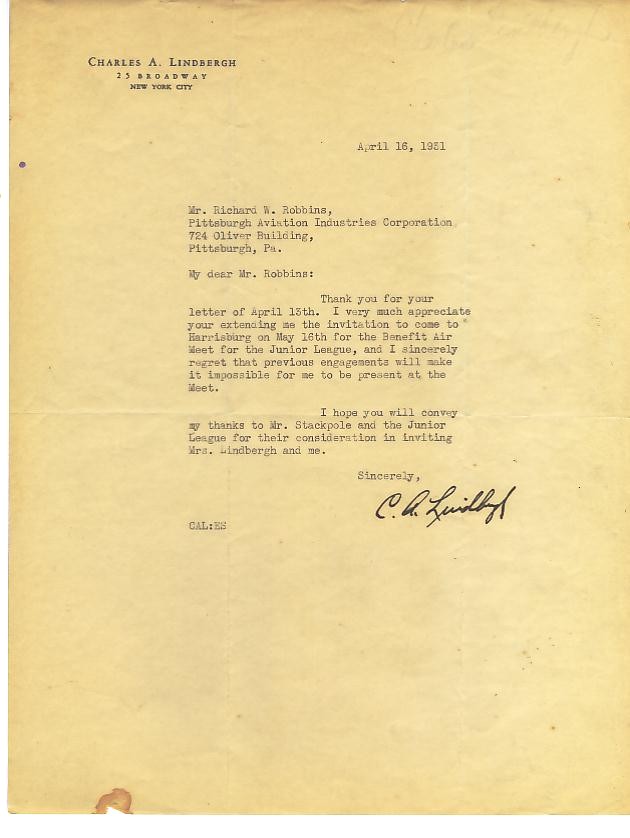 CHARLES A. LINDBERGH
25 BROADWAY
NEW YORK CITY
April 16, 1931
Mr. Richard W. Robbins,
Pittsburgh Aviation Industries Corporation
724 Oliver Building,
Pittsburgh, Pa.
My dear Mr. Robbins:
Thank you for your
letter of April 13th. I very much appreciate
your extending me the invitation to come to
Harrisburg on May 16th for the Benefit Air
Meet for the Junior League, and I sincerely
regret that previous engagements will make
it impossible for me to be present at the
Meet.
I hope you will convey
my thanks to Mr. Stackpole and the Junior
League for their consideration in inviting
Mrs. Lindbergh and me.
Sincerely,
C. A. Lindbergh
CAL:ES